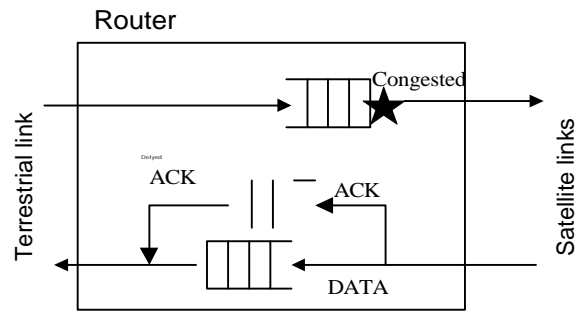 Router
Congested
Terrestrial link
Satellite links
Delyed
ACK
ACK
DATA